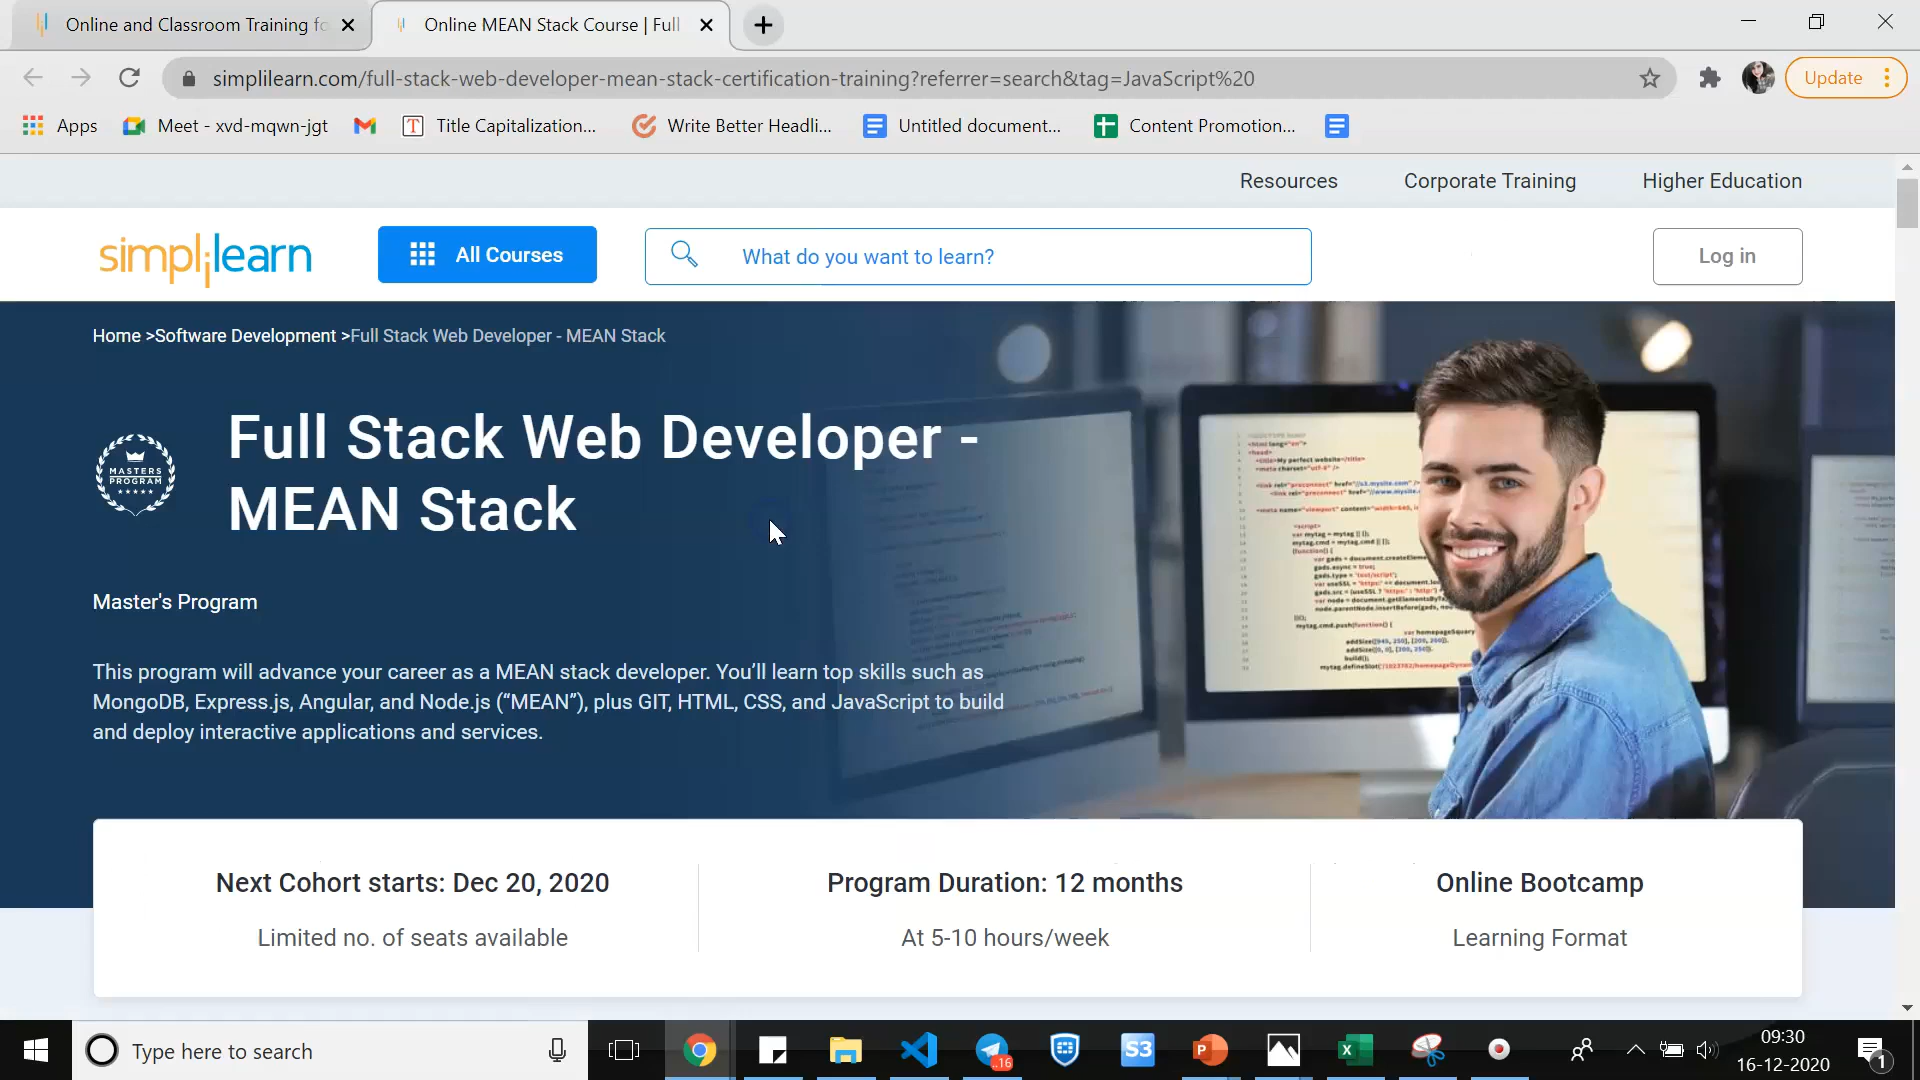 Online and Classroom Training fo
Online MEAN Stack Course | Full
simplilearn.com/full-stack-web-developer-mean-stack-certification-training?referrer=search&tag=JavaScript%20
Update
Apps
Meet - xvd-mqwn-jgt
T
Title Capitalization...
Write Better Headli...
Untitled document...
Content Promotion...
Resources
Corporate Training
Higher Education
simplilearn
All Courses
What do you want to learn?
Log in
Home >Software Development >Full Stack Web Developer - MEAN Stack
MASTERS
PROGRAM
Full Stack Web Developer -
MEAN Stack
Master's Program
This program will advance your career as a MEAN stack developer. You’ll learn top skills such as
MongoDB, Express.js, Angular, and Node.js (“MEAN”), plus GIT, HTML, CSS, and JavaScript to build
and deploy interactive applications and services.
Next Cohort starts: Dec 20, 2020
Limited no. of seats available
Program Duration: 12 months
At 5-10 hours/week
Online Bootcamp
Learning Format
Type here to search
..16
S3
P
X
09:30
16-12-2020
1